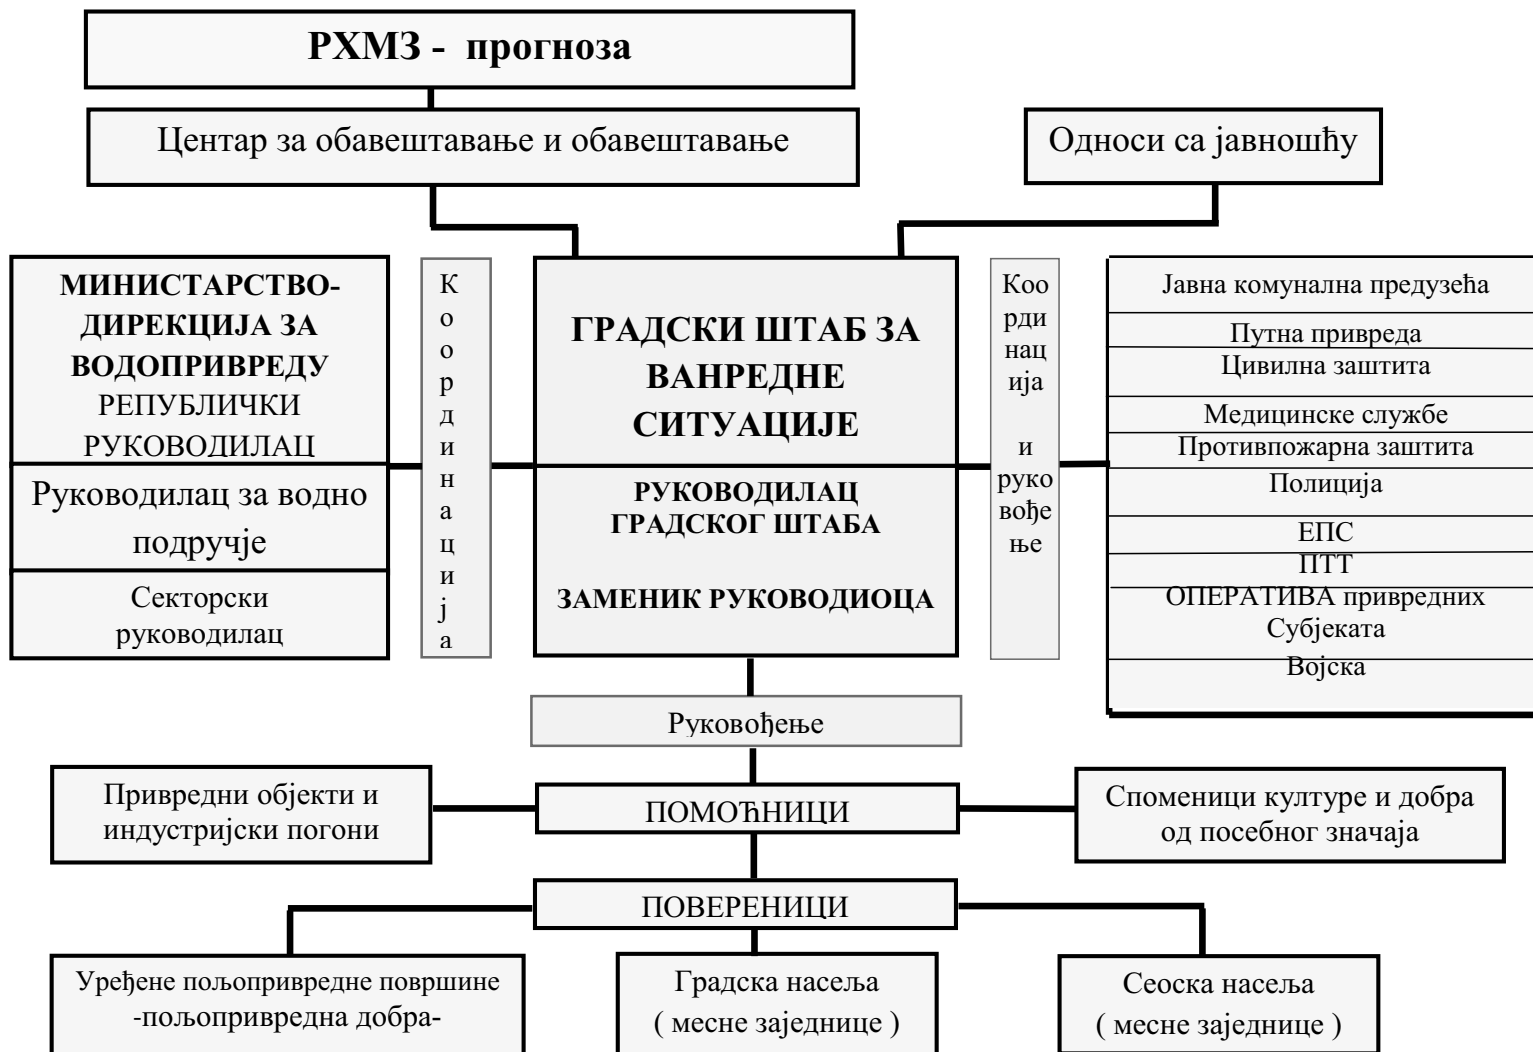 РХМЗ - прогноза
Центар за обавештавање и обавештавање
Односи са јавношћу
МИНИСТАРСТВО-
ДИРЕКЦИЈА ЗА
ВОДОПРИВРЕДУ
РЕПУБЛИЧКИ
РУКОВОДИЛАЦ
Руководилац за водно
подручје
Секторски
руководилац
К
о
о
р
д
и
н
а
ц
и
ј
а
ГРАДСКИ ШТАБ ЗА
ВАНРЕДНЕ
СИТУАЦИЈЕ
РУКОВОДИЛАЦ
ГРАДСКОГ ШТАБА
ЗАМЕНИК РУКОВОДИОЦА
Коо
рди
нац
ија
и
руко
вође
ње
Јавна комунална предузећа
Путна привреда
Цивилна заштита
Медицинске службе
Противпожарна заштита
Полиција
ЕПС
ПТТ
ОПЕРАТИВА привредних
Субјеката
Војска
Руковођење
Привредни објекти и
индустријски погони
ПОМОЋНИЦИ
Споменици културе и добра
од посебног значаја
ПОВЕРЕНИЦИ
Уређене пољопривредне површине
-пољопривредна добра-
Градска насеља
( месне заједнице )
Сеоска насеља
( месне заједнице )